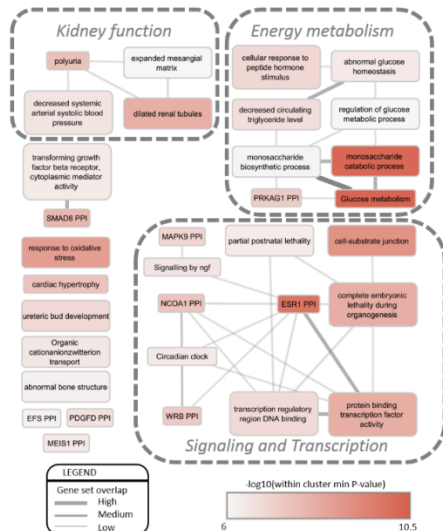 Kidney function
polyuria
expanded mesangial
matrix
decreased systemic
arterial systolic blood
pressure
dilated renal tubules
Energy metabolism
cellular response to
peptide hormone
stimulus
abnormal glucose
homeostasis
decreased circulating
triglyceride level
regulation of glucose
metabolic process
monosaccharide
biosynthetic process
monosaccharide
catabolic process
PRKAG1 PPI
Glucose metabolism
transforming growth
factor beta receptor,
cytoplasmic mediator
activity
SMAD6 PPI
response to oxidative
stress
cardiac hypertrophy
ureteric bud development
Organic
cationanionzwitterion
transport
abnormal bone structure
EFS PPI
PDGFD PPI
MEIS1 PPI
MAPK9 PPI
partial postnatal lethality
cell-substrate junction
Signalling by ngf
NCOA1 PPI
ESR1 PPI
complete embryonic
lethality during
organogenesis
Circadian clock
WRB PPI
transcription regulatory
region DNA binding
protein binding
transcription factor
activity
Signaling and Transcription
LEGEND
Gene set overlap
High
Medium
Low
-log10(within cluster min P-value)
6
10.5